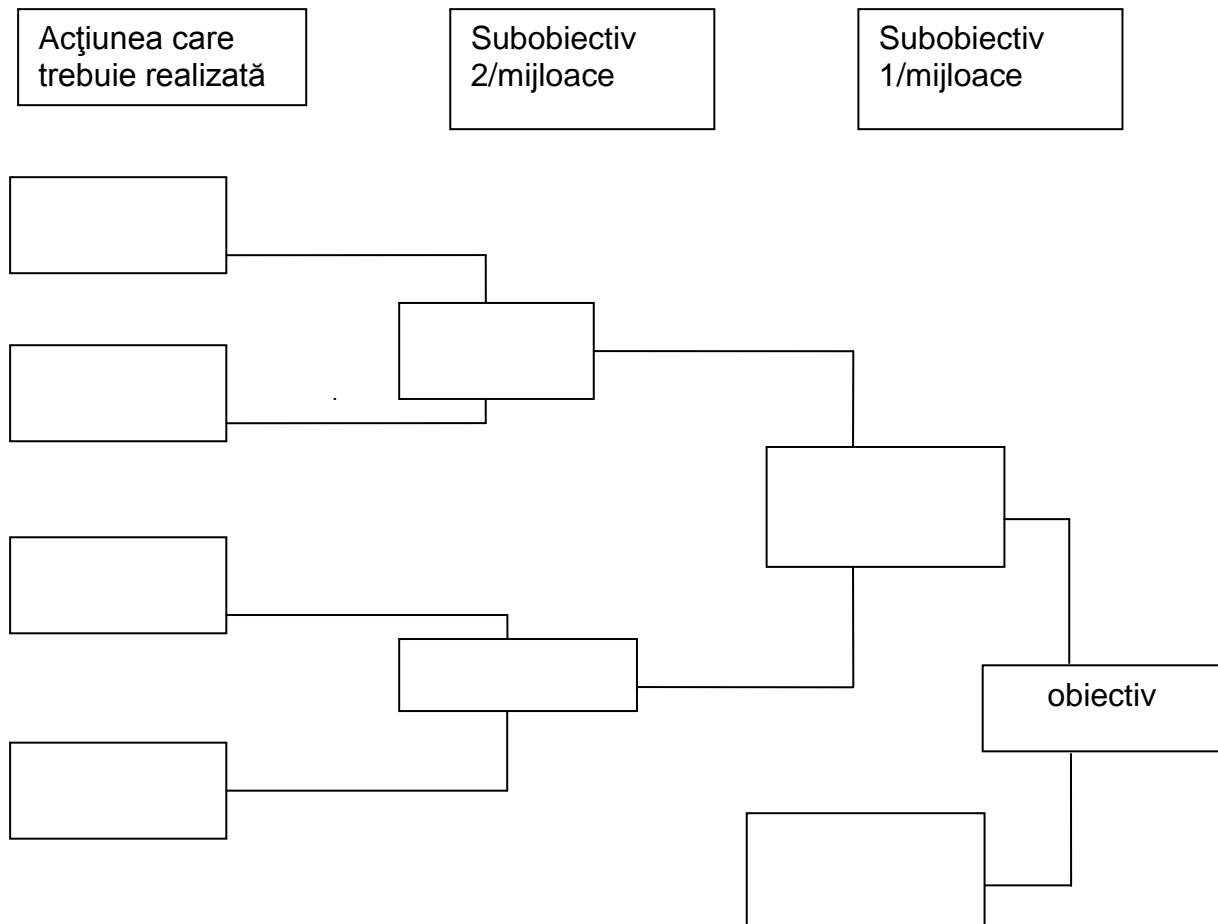 Acţiunea care
trebuie realizată
Subobiectiv
2/mijloace
Subobiectiv
1/mijloace
obiectiv